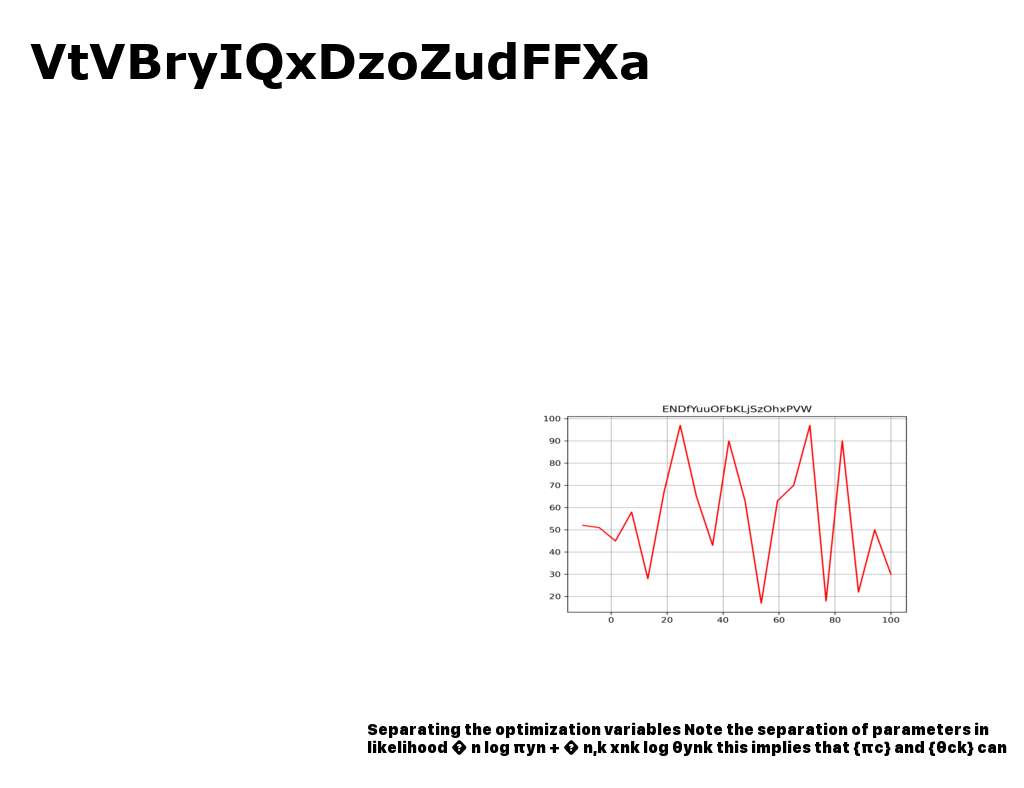 VtVBryIQxDzoZudFFXa
ENDfYuuOFbKLjSzOhxPVW
100
90
80
70
60
50
40
30
20
0 20 40 60 80 100
Separating the optimization variables Note the separation of parameters in
likelihood � n log πyn + � n,k xnk log θynk this implies that {πc} and {θck} can